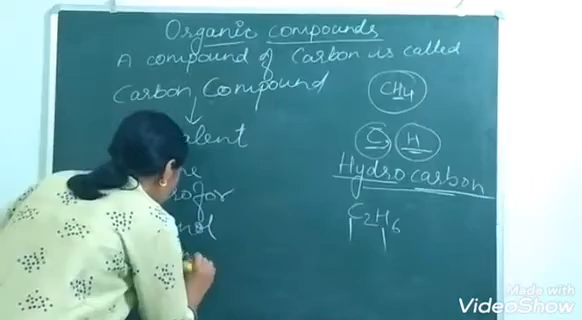 Organic compounds
A compound of Carbon is called
Carbon Compound
CH4
C H
Hydrocarbon
C2H6
Made with
VideoShow